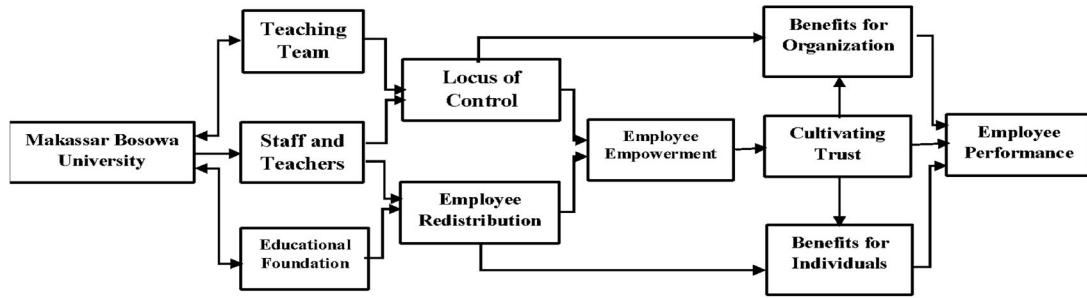 Teaching
Team
Benefits for
Organization
Locus of
Control
Makassar Bosowa
University
Staff and
Teachers
Employee
Empowerment
Cultivating
Trust
Employee
Performance
Employee
Redistribution
Educational
Foundation
Benefits for
Individuals